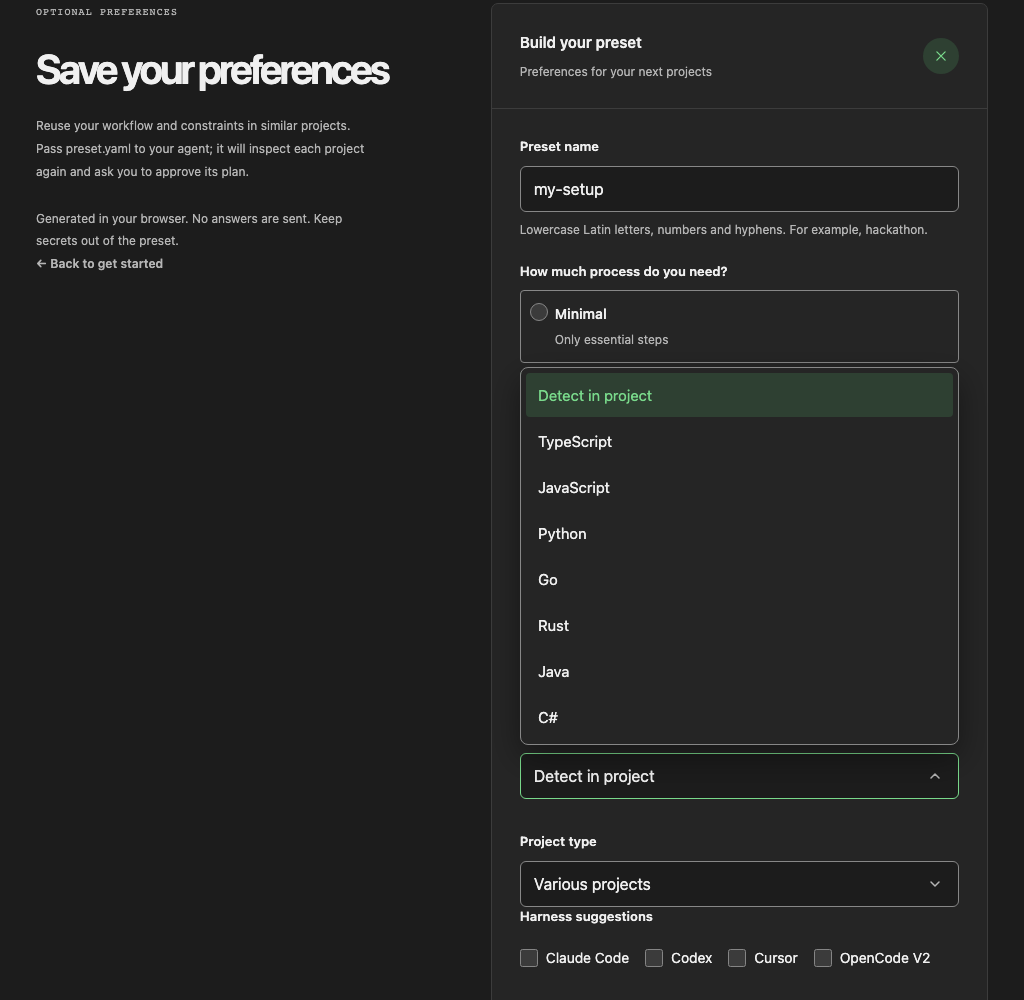 OPTIONAL PREFERENCES
Save your preferences
Reuse your workflow and constraints in similar projects.
Pass preset.yaml to your agent; it will inspect each project
again and ask you to approve its plan.
Generated in your browser. No answers are sent. Keep
secrets out of the preset.
← Back to get started
Build your preset
Preferences for your next projects
Preset name
my-setup
Lowercase Latin letters, numbers and hyphens. For example, hackathon.
How much process do you need?
Minimal
Only essential steps
Detect in project
TypeScript
JavaScript
Python
Go
Rust
Java
C#
Detect in project
Project type
Various projects
Harness suggestions
Claude Code Codex Cursor OpenCode V2